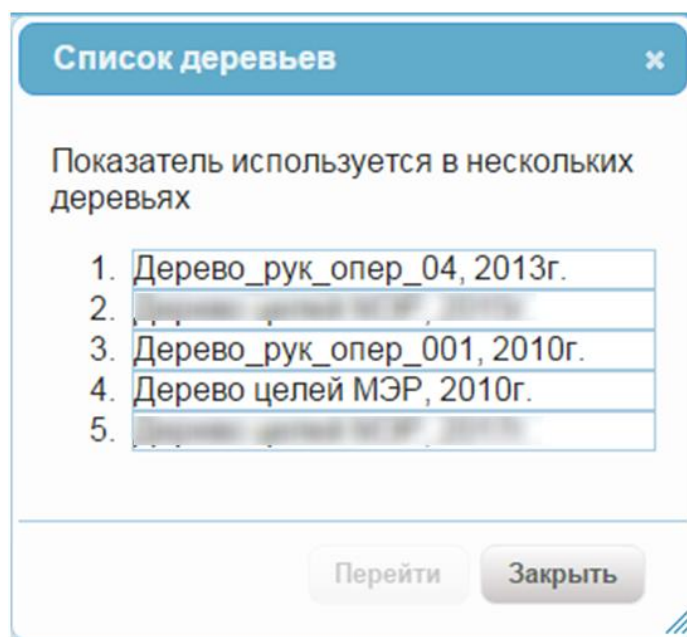 Список деревьев
Показатель используется в нескольких
деревьях
1. Дерево_рук_опер_04, 2013г.
2.
3. Дерево_рук_опер_001, 2010г.
4. Дерево целей МЭР, 2010г.
5.
Перейти Закрыть